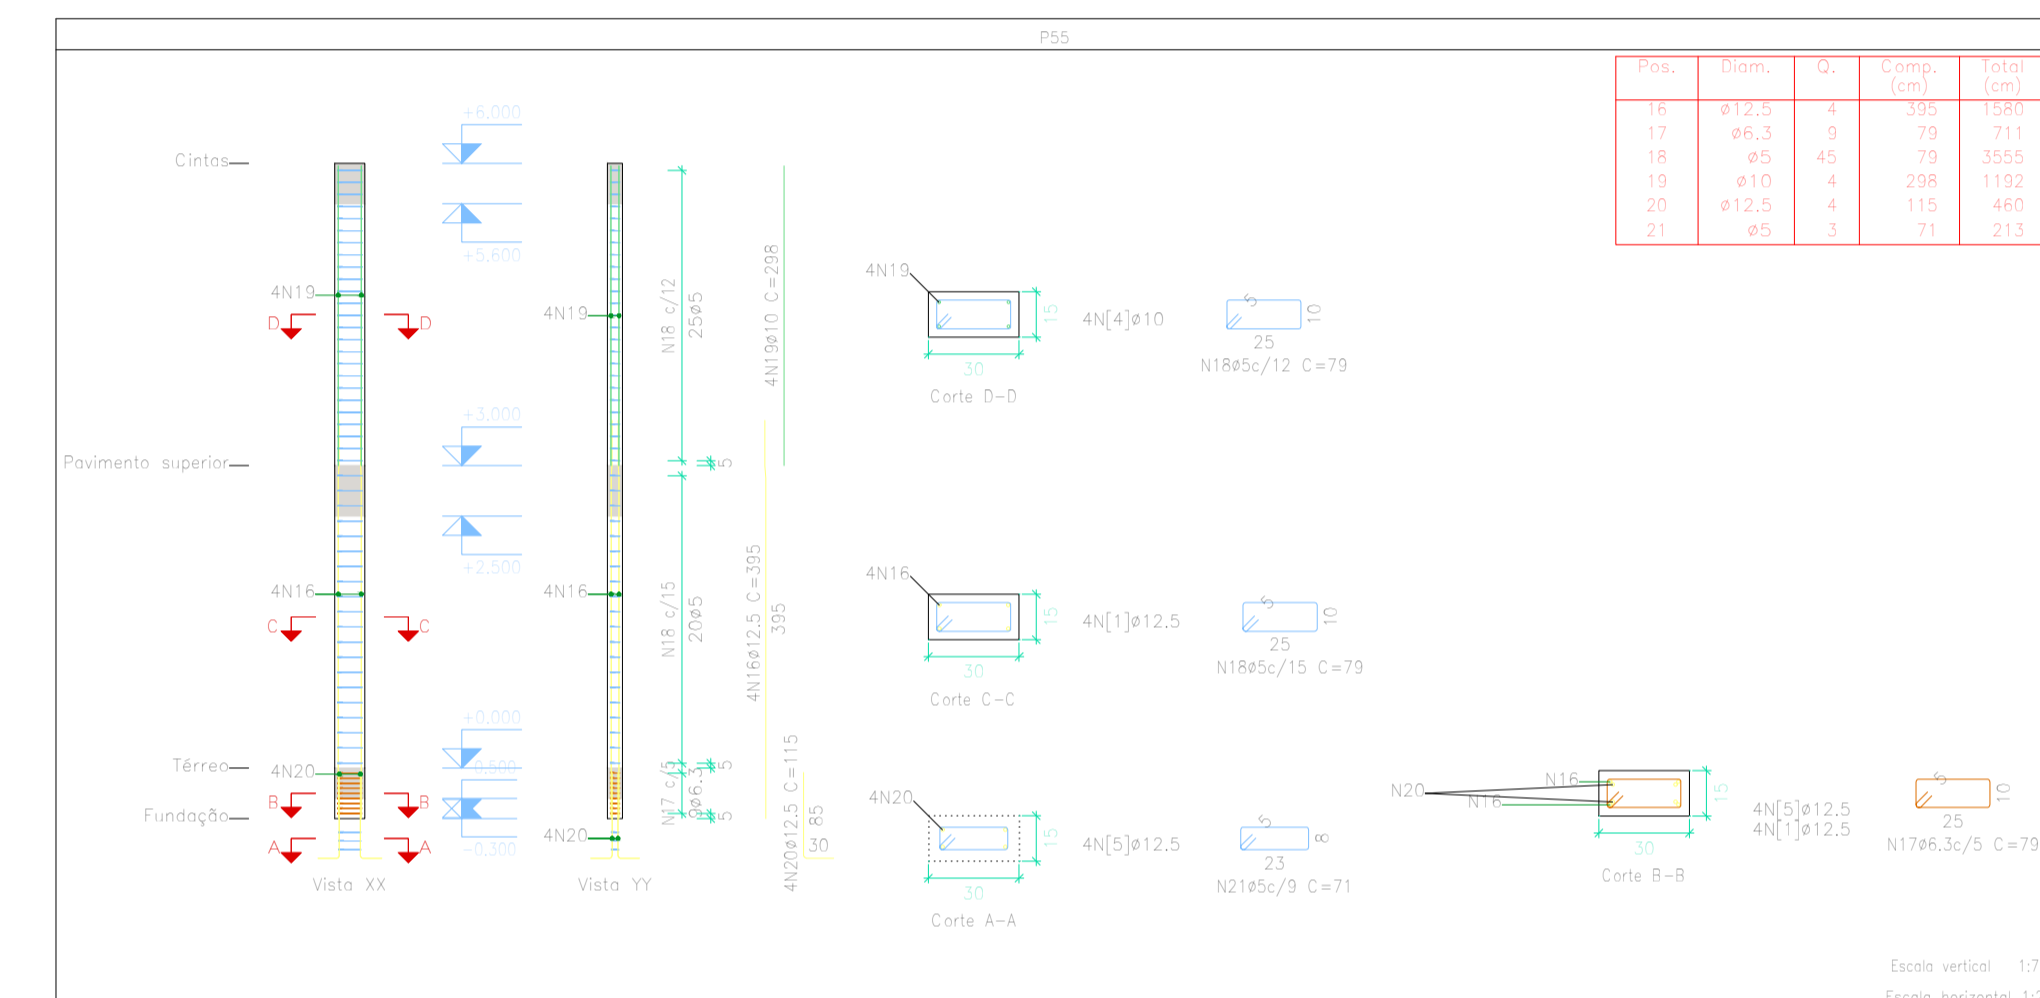 P55
Pos. Diam. Q. Comp. (cm) Total (cm)
16 ø12.5 4 395 1580
17 ø6.3 9 79 711
18 ø5 45 79 3555
19 ø10 4 298 1192
20 ø12.5 4 115 460
21 ø5 3 71 213
Cintas
+6.000
+5.600
4N19
D D
4N19
N18 c/12
25ø5
4N19ø10 C=298
4N19
15
30
Corte D-D
4N[4]ø10
5
10
25
N18ø5c/12 C=79
Pavimento superior
+3.000
+2.500
5
4N16
C C
4N16
N18 c/15
20ø5
4N16ø12.5 C=395
395
4N16
15
30
Corte C-C
4N[1]ø12.5
5
10
25
N18ø5c/15 C=79
Térreo
+0.000
4N20
B B
Fundação
-0.500
-0.300
A A
4N20
5
N17 c/5
9ø6.3
5
4N20ø12.5 C=115
85
30
Vista XX
Vista YY
4N20
15
30
Corte A-A
4N[5]ø12.5
5
8
23
N21ø5c/9 C=71
N20
N16
N16
15
30
Corte B-B
4N[5]ø12.5
4N[1]ø12.5
5
10
25
N17ø6.3c/5 C=79
Escala vertical 1:7
Escala horizontal 1: